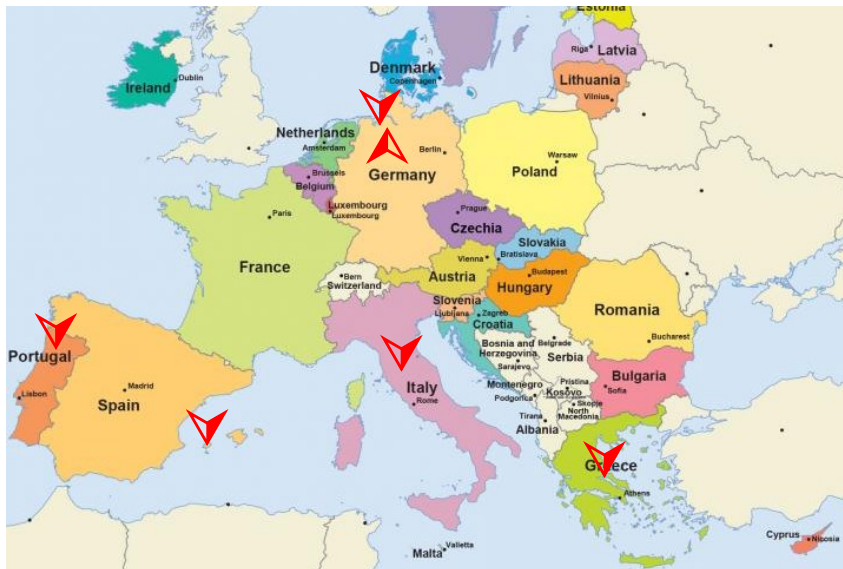 Estonia
Riga
Latvia
Denmark
Copenhagen
Lithuania
Vilnius
Dublin
Ireland
Netherlands
Amsterdam
Berlin
Warsaw
Brussels
Belgium
Germany
Poland
Luxembourg
Luxembourg
Paris
Prague
Czechia
Slovakia
Bratislava
Vienna
France
Bern
Switzerland
Austria
Budapest
Hungary
Slovenia
Ljubljana
Zagreb
Croatia
Romania
Bucharest
Belgrade
Bosnia and
Herzegovina
Sarajevo
Serbia
Portugal
Lisbon
Madrid
Spain
Italy
Rome
Montenegro
Podgorica
Pristina
Kosovo
Bulgaria
Sofia
Skopje
North
Macedonia
Tirana
Albania
Greece
Athens
Malta
Valletta
Cyprus
Nicosia